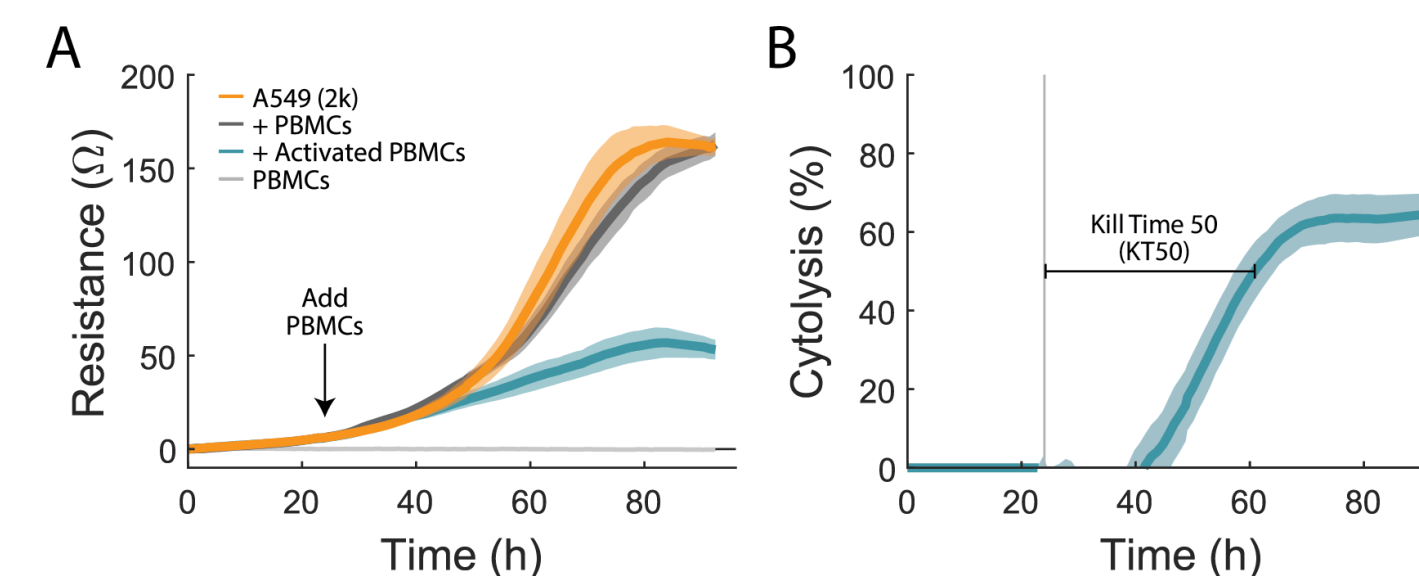 A
200
150
100
50
0
Resistance (Ω)
A549 (2k)
+ PBMCs
+ Activated PBMCs
PBMCs
Add
PBMCs
0 20 40 60 80
Time (h)
B
100
80
60
40
20
0
Cytolysis (%)
Kill Time 50
(KT50)
0 20 40 60 80
Time (h)